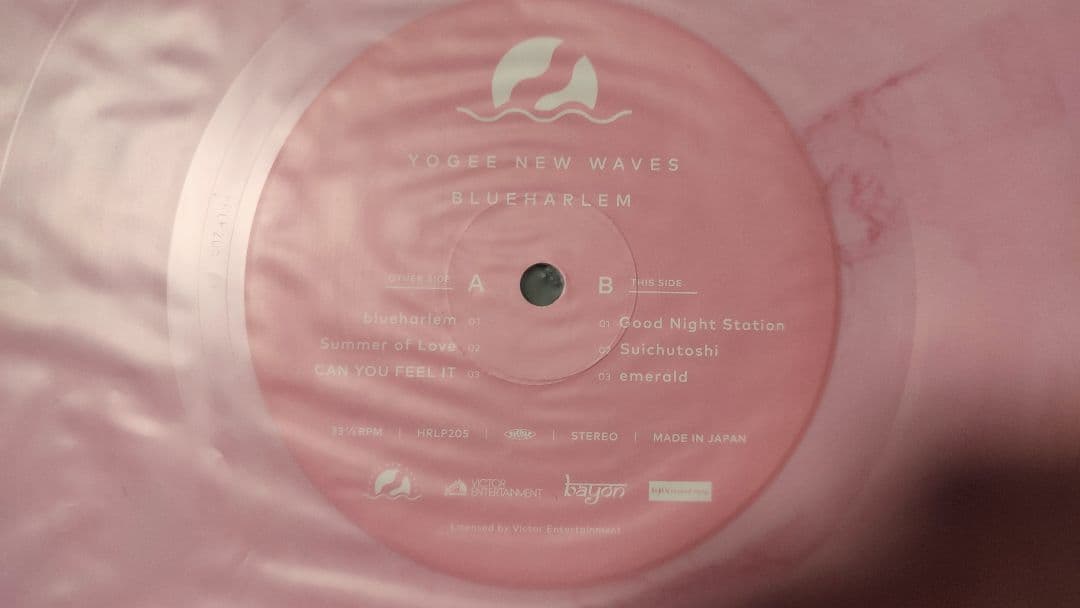 YOGEE NEW WAVES
BLUEHARLEM
OTHER SIDE A
blueharlem 01
Summer of Love 02
CAN YOU FEEL IT 03
B THIS SIDE
01 Good Night Station
02 Suichutoshi
03 emerald
33⅓ RPM | HRLP205 | | STEREO | MADE IN JAPAN
VICTOR ENTERTAINMENT
bayon
Licensed by Victor Entertainment